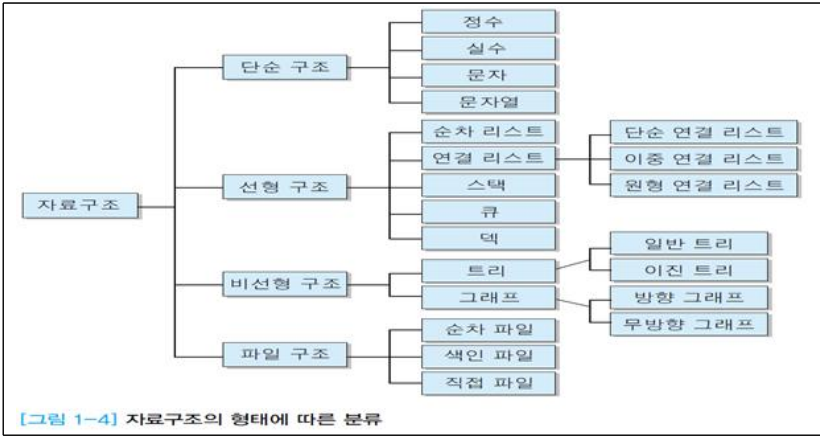 자료구조
단순 구조
정수
실수
문자
문자열
선형 구조
순차 리스트
연결 리스트
단순 연결 리스트
이중 연결 리스트
원형 연결 리스트
스택
큐
덱
비선형 구조
트리
일반 트리
이진 트리
그래프
방향 그래프
무방향 그래프
파일 구조
순차 파일
색인 파일
직접 파일
[그림 1-4] 자료구조의 형태에 따른 분류